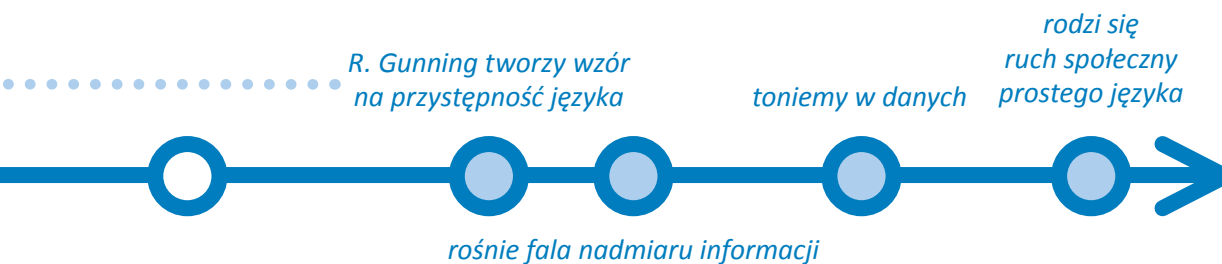 R. Gunning tworzy wzór
na przystępność języka
rośnie fala nadmiaru informacji
toniemy w danych
rodzi się
ruch społeczny
prostego języka